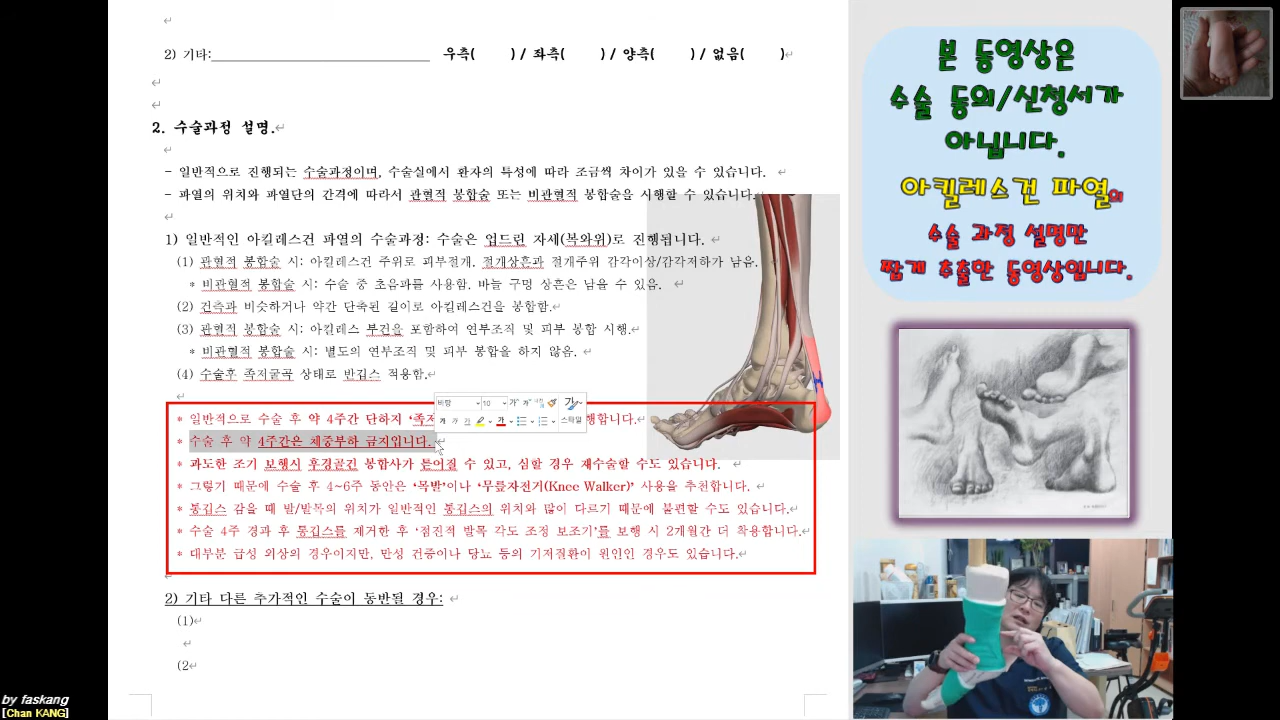 2) 기타: 우측( ) / 좌측( ) / 양측( ) / 없음( )
2. 수술과정 설명.
- 일반적으로 진행되는 수술과정이며, 수술실에서 환자의 특성에 따라 조금씩 차이가 있을 수 있습니다.
- 파열의 위치와 파열단의 간격에 따라서 관혈적 봉합술 또는 비관혈적 봉합술을 시행할 수 있습니다.
1) 일반적인 아킬레스건 파열의 수술과정: 수술은 엎드린 자세(복와위)로 진행됩니다.
(1) 관혈적 봉합술 시: 아킬레스건 주위로 피부절개, 절개상흔과 절개주위 감각이상/감각저하가 남음.
* 비관혈적 봉합술 시: 수술 중 초음파를 사용함. 바늘 구멍 상흔은 남을 수 있음.
(2) 건측과 비슷하거나 약간 단축된 길이로 아킬레스건을 봉합함.
(3) 관혈적 봉합술 시: 아킬레스 부건을 포함하여 연부조직 및 피부 봉합 시행.
* 비관혈적 봉합술 시: 별도의 연부조직 및 피부 봉합을 하지 않음.
(4) 수술후 족저굴곡 상태로 반깁스 적용함.
바탕 10 가 가
가 가 가 가 스타일
* 일반적으로 수술 후 약 4주간 단하지 '족저 행합니다.
* 수술 후 약 4주간은 체중부하 금지입니다.
* 과도한 조기 보행시 후경골건 봉합사가 튿어질 수 있고, 심할 경우 재수술할 수도 있습니다.
* 그렇기 때문에 수술 후 4~6주 동안은 '목발'이나 '무릎자전거(Knee Walker)' 사용을 추천합니다.
* 통깁스 감을 때 발/발목의 위치가 일반적인 통깁스의 위치와 많이 다르기 때문에 불편할 수도 있습니다.
* 수술 4주 경과 후 통깁스를 제거한 후 '점진적 발목 각도 조정 보조기'를 보행 시 2개월간 더 착용합니다.
* 대부분 급성 외상의 경우이지만, 만성 건증이나 당뇨 등의 기저질환이 원인인 경우도 있습니다.
2) 기타 다른 추가적인 수술이 동반될 경우:
(1)
(2
본 동영상은
수술 동의/신청서가
아닙니다.
아킬레스건 파열의
수술 과정 설명만
짧게 추출한 동영상입니다.
by faskang
[Chan KANG]